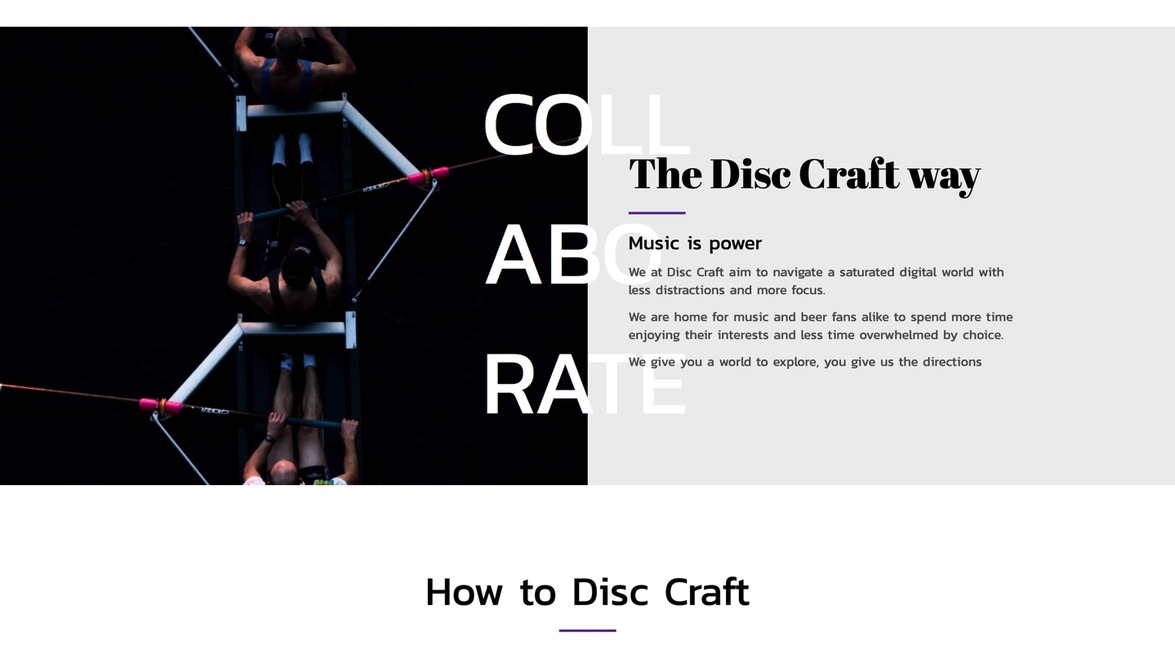 COLL
ABO
RATE
The Disc Craft way
Music is power
We at Disc Craft aim to navigate a saturated digital world with
less distractions and more focus.
We are home for music and beer fans alike to spend more time
enjoying their interests and less time overwhelmed by choice.
We give you a world to explore, you give us the directions
How to Disc Craft